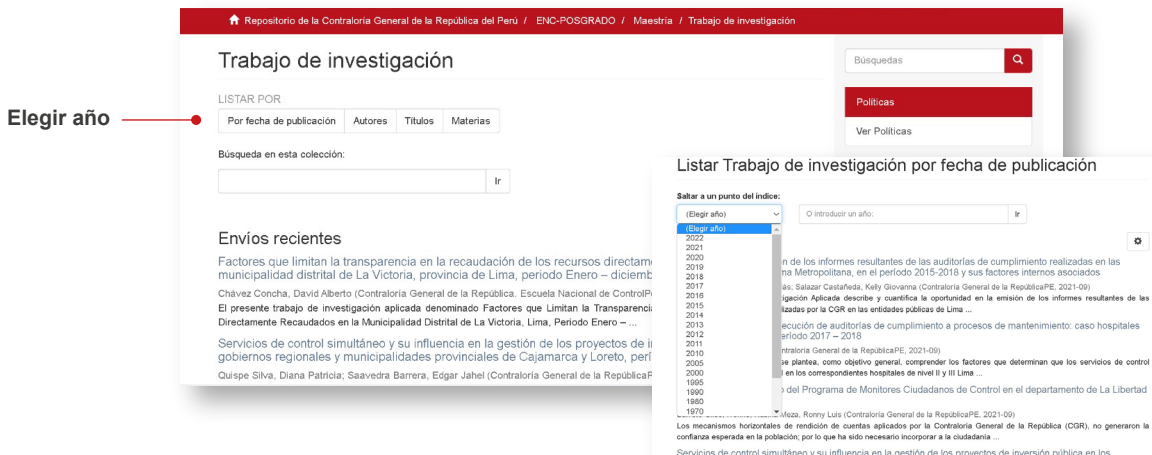 Repositorio de la Contraloría General de la República del Perú / ENC-POSGRADO / Maestría / Trabajo de investigación
Trabajo de investigación
Búsquedas
LISTAR POR
Políticas
Elegir año
Por fecha de publicación Autores Títulos Materias
Ver Políticas
Búsqueda en esta colección:
Ir
Envíos recientes
Factores que limitan la transparencia en la recaudación de los recursos directam
municipalidad distrital de La Victoria, provincia de Lima, periodo Enero – diciemb
Chávez Concha, David Alberto (Contraloría General de la República. Escuela Nacional de ControlP
El presente trabajo de investigación aplicada denominado Factores que Limitan la Transparencia
Directamente Recaudados en la Municipalidad Distrital de La Victoria, Lima, Periodo Enero – ...
Servicios de control simultáneo y su influencia en la gestión de los proyectos de i
gobiernos regionales y municipalidades provinciales de Cajamarca y Loreto, perí
Quispe Silva, Diana Patricia; Saavedra Barrera, Edgar Jahel (Contraloría General de la RepúblicaP
Listar Trabajo de investigación por fecha de publicación
Saltar a un punto del índice:
(Elegir año)
O introducir un año:
Ir
(Elegir año)
2022
2021
2020
2019
2018
2017
2016
2015
2014
2013
2012
2011
2010
2005
2000
1995
1990
1980
1970
de los informes resultantes de las auditorías de cumplimiento realizadas en las
Metropolitana, en el período 2015-2018 y sus factores internos asociados
Salazar Castañeda, Kelly Giovanna (Contraloría General de la RepúblicaPE, 2021-09)
Aplicada describe y cuantifica la oportunidad en la emisión de los informes resultantes de las
por la CGR en las entidades públicas de Lima ...
ecución de auditorías de cumplimiento a procesos de mantenimiento: caso hospitales
período 2017 – 2018
General de la RepúblicaPE, 2021-09)
se plantea, como objetivo general, comprender los factores que determinan que los servicios de control
en los correspondientes hospitales de nivel II y III Lima ...
del Programa de Monitores Ciudadanos de Control en el departamento de La Libertad
Meza, Ronny Luis (Contraloría General de la RepúblicaPE, 2021-09)
Los mecanismos horizontales de rendición de cuentas aplicados por la Contraloría General de la República (CGR), no generaron la
confianza esperada en la población; por lo que ha sido necesario incorporar a la ciudadanía ...
Servicios de control simultáneo y su influencia en la gestión de los proyectos de inversión pública en los